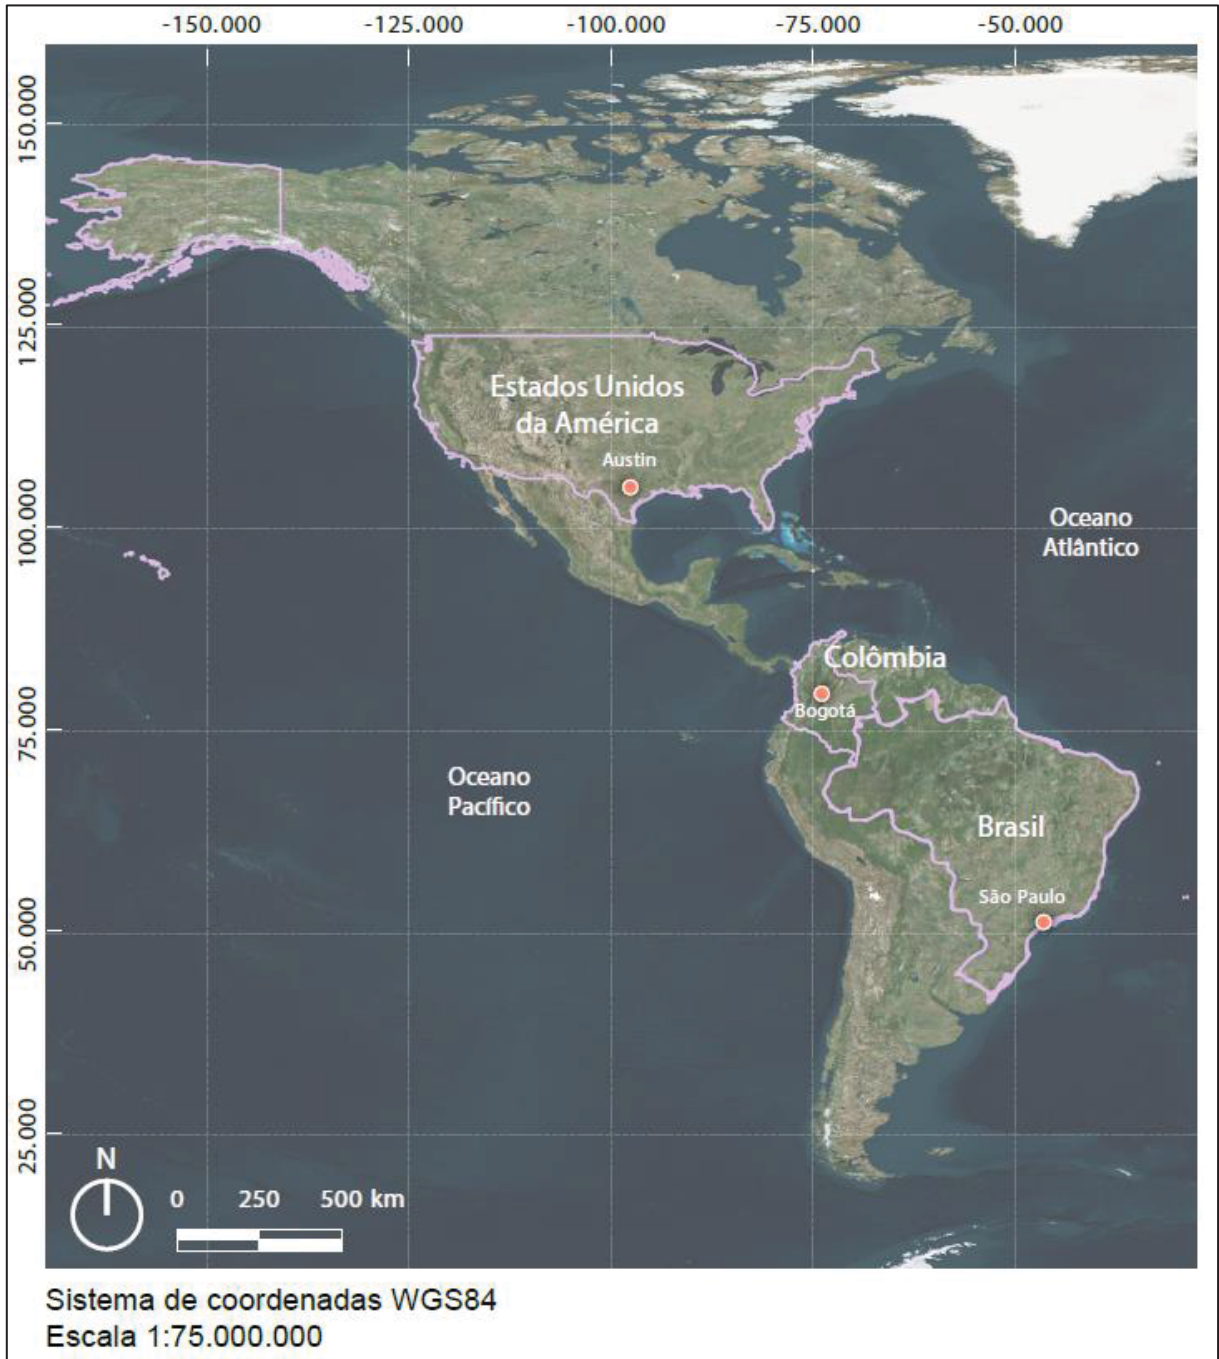 -150.000 -125.000 -100.000 -75.000 -50.000
150.000
125.000
Estados Unidos
da América
Austin
100.000
Oceano
Atlântico
Colômbia
Bogotá
75.000
Oceano
Pacífico
Brasil
São Paulo
50.000
25.000
N
0 250 500 km
Sistema de coordenadas WGS84
Escala 1:75.000.000